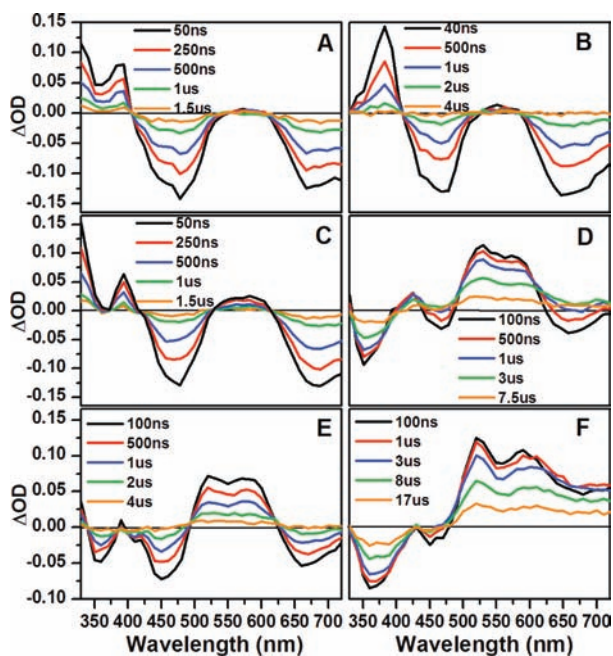 0.15
0.10
0.05
0.00
-0.05
-0.10
-0.15
ΔOD
50ns
250ns
500ns
1us
1.5us
A
40ns
500ns
1us
2us
4us
B
0.15
0.10
0.05
0.00
-0.05
-0.10
-0.15
ΔOD
50ns
250ns
500ns
1us
1.5us
C
D
100ns
500ns
1us
3us
7.5us
0.15
0.10
0.05
0.00
-0.05
-0.10
ΔOD
100ns
500ns
1us
2us
4us
E
100ns
1us
3us
8us
17us
F
350 400 450 500 550 600 650 700
350 400 450 500 550 600 650 700
Wavelength (nm)
Wavelength (nm)